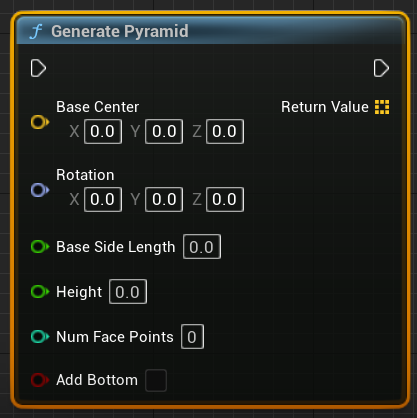 Generate Pyramid
Base Center
Return Value
X 0.0 Y 0.0 Z 0.0
Rotation
X 0.0 Y 0.0 Z 0.0
Base Side Length 0.0
Height 0.0
Num Face Points 0
Add Bottom